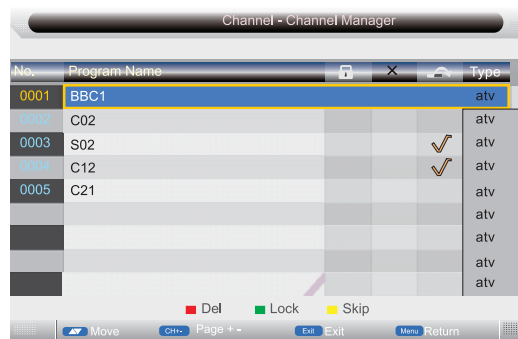 Channel - Channel Manager
No. Program Name × Type
0001 BBC1 atv
0002 C02 atv
0003 S02 atv
0004 C12 atv
0005 C21 atv
atv
atv
atv
atv
Del Lock Skip
Move CH+- Page + - Exit Exit Menu Return